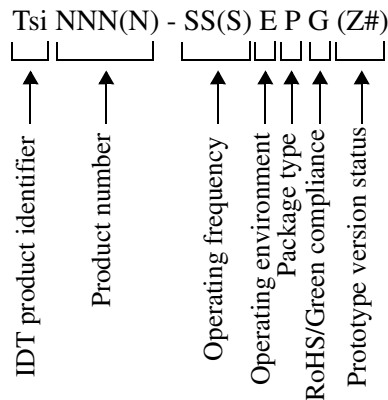 Tsi NNN(N) - SS(S) E P G (Z#)
IDT product identifier
Product number
Operating frequency
Operating environment
Package type
RoHS/Green compliance
Prototype version status